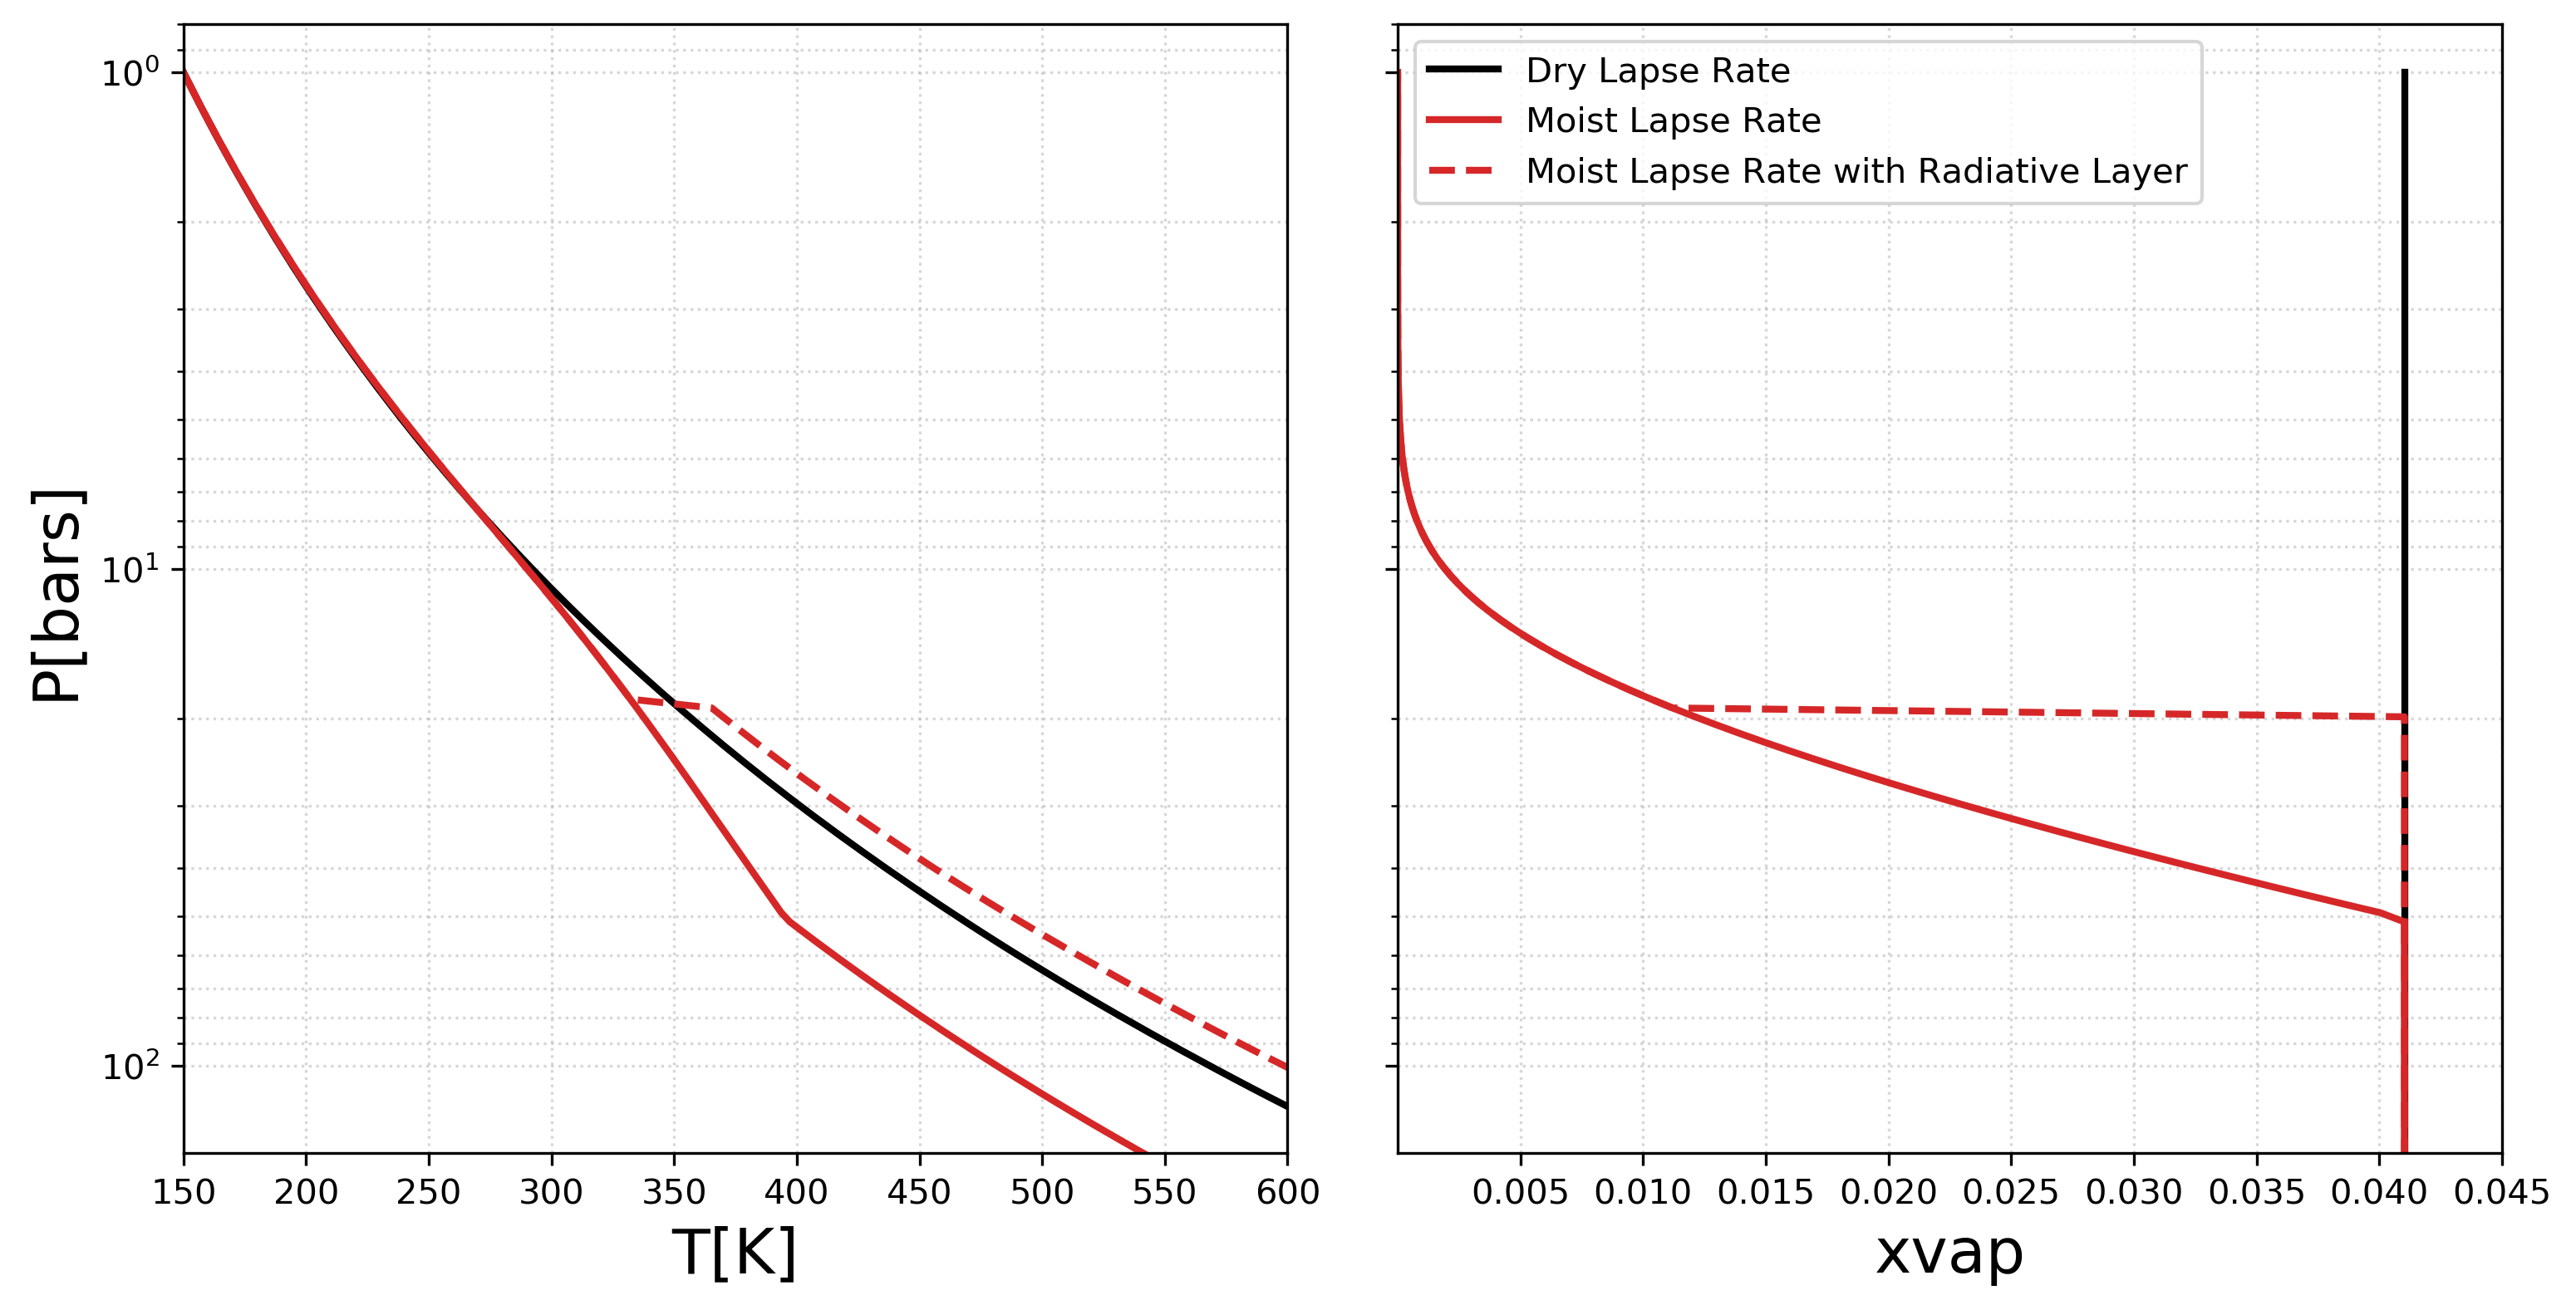 P[bars]
10⁰
10¹
10²
150 200 250 300 350 400 450 500 550 600
T[K]
Dry Lapse Rate
Moist Lapse Rate
Moist Lapse Rate with Radiative Layer
0.005 0.010 0.015 0.020 0.025 0.030 0.035 0.040 0.045
xvap